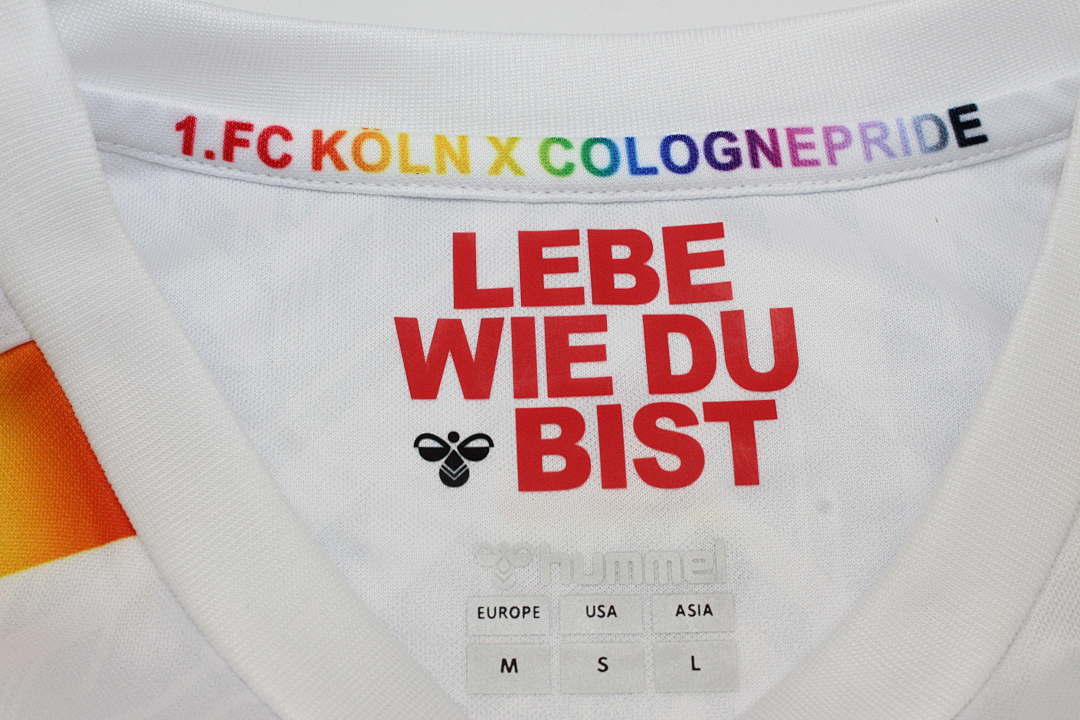 1.FC KÖLN X COLOGNEPRIDE
LEBE
WIE DU
BIST
hummel
EUROPE USA ASIA
M S L